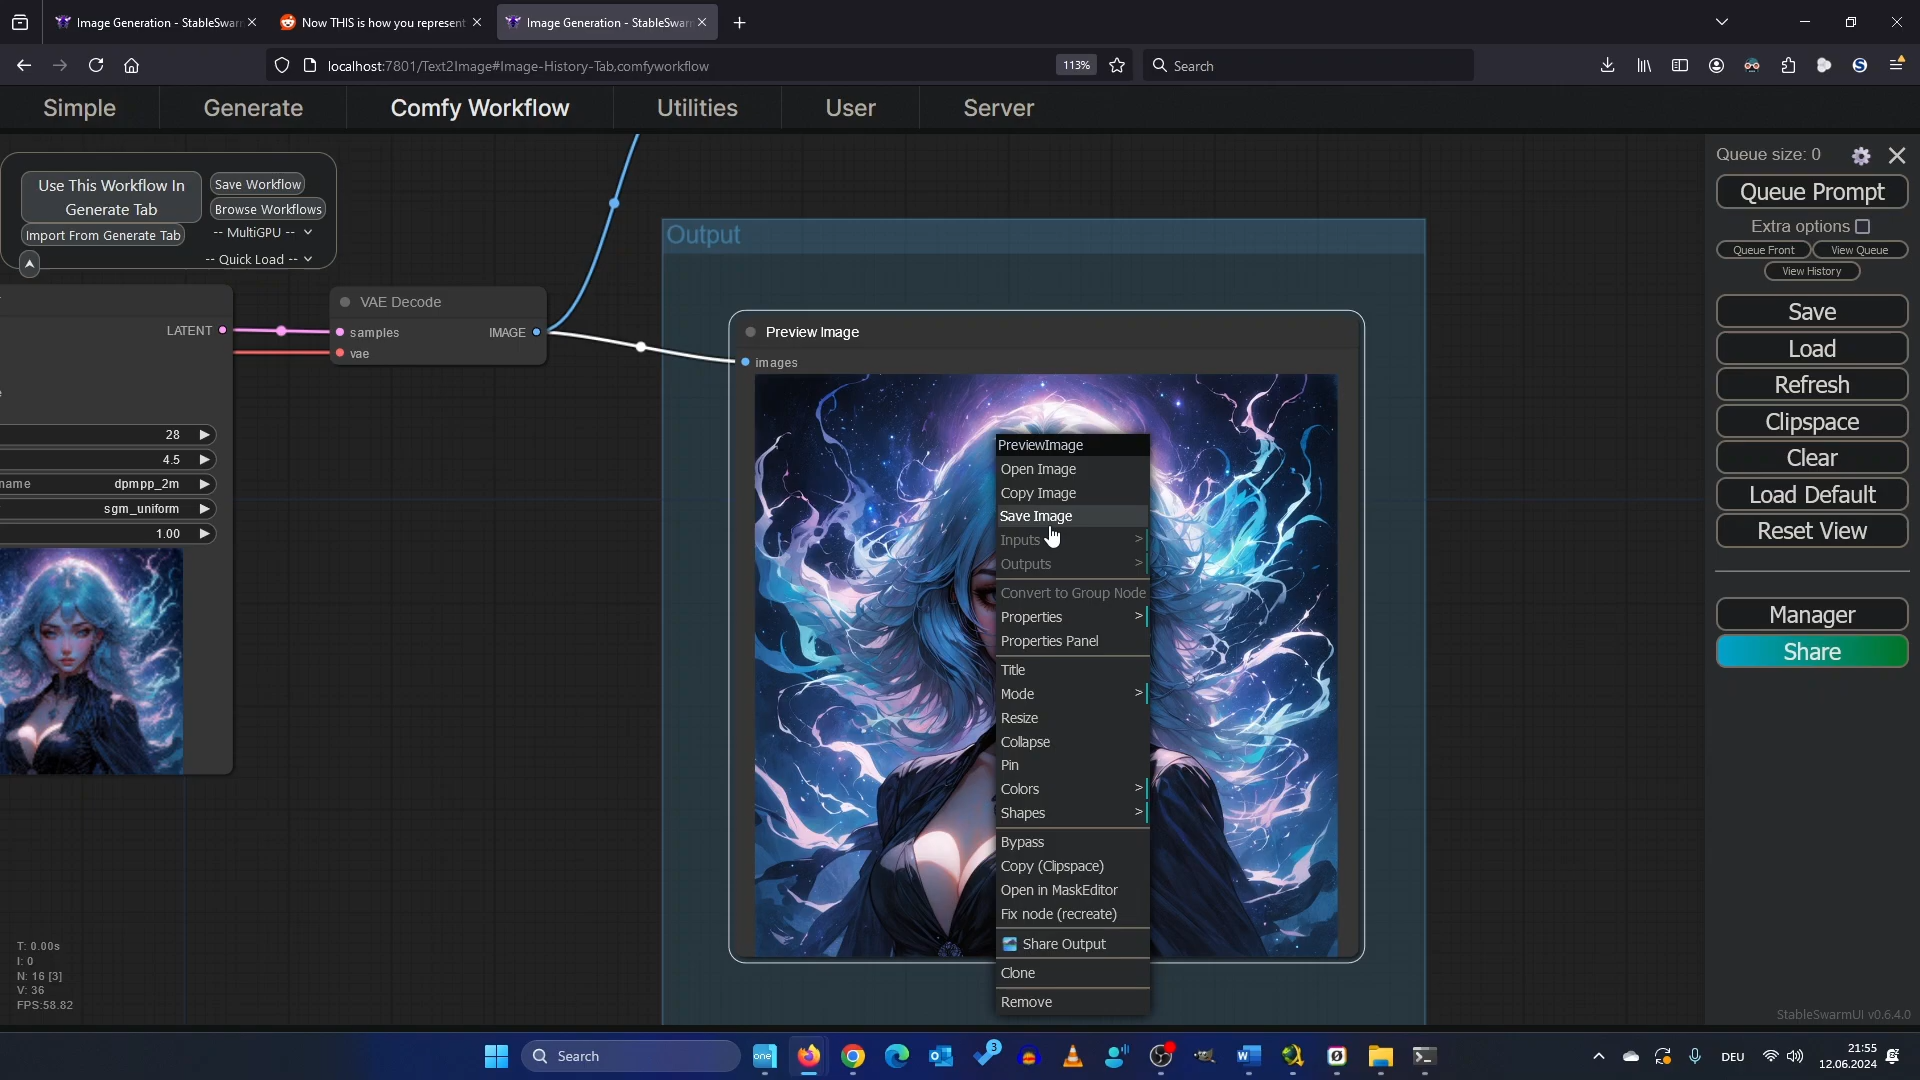 Image Generation - StableSwar
Now THIS is how you represent
Image Generation - StableSwar
localhost:7801/Text2Image#Image-History-Tab,comfyworkflow
113%
Search
Simple
Generate
Comfy Workflow
Utilities
User
Server
Use This Workflow In
Generate Tab
Save Workflow
Browse Workflows
Import From Generate Tab
-- MultiGPU --
-- Quick Load --
Queue size: 0
Queue Prompt
Extra options
Queue Front
View Queue
View History
Save
Load
Refresh
Clipspace
Clear
Load Default
Reset View
Manager
Share
StableSwarmUI v0.6.4.0
LATENT
28
4.5
name
dpmpp_2m
sgm_uniform
1.00
VAE Decode
samples
IMAGE
vae
Output
Preview Image
images
PreviewImage
Open Image
Copy Image
Save Image
Inputs >
Outputs >
Convert to Group Node
Properties >
Properties Panel
Title
Mode >
Resize
Collapse
Pin
Colors >
Shapes >
Bypass
Copy (Clipspace)
Open in MaskEditor
Fix node (recreate)
Share Output
Clone
Remove
T: 0.00s
I: 0
N: 16 [3]
V: 36
FPS:58.82
Search
one
3
DEU
21:55
12.06.2024